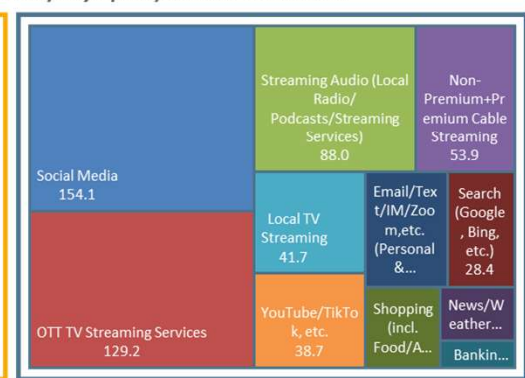 Social Media
154.1
OTT TV Streaming Services
129.2
Streaming Audio (Local
Radio/
Podcasts/Streaming
Services)
88.0
Non-
Premium+Pr
emium Cable
Streaming
53.9
Local TV
Streaming
41.7
YouTube/TikTo
k, etc.
38.7
Email/Tex
t/IM/Zoo
m,etc.
(Personal
&...
Search
(Google
, Bing,
etc.)
28.4
Shopping
(incl.
Food/A...
News/W
eather...
Bankin...